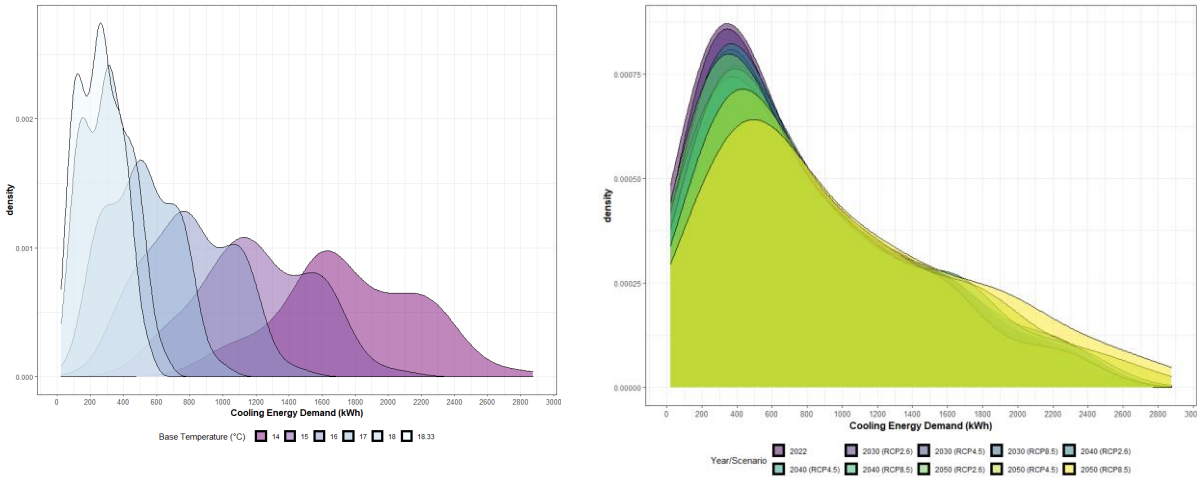 density
0.002
0.001
0.000
0 200 400 600 800 1000 1200 1400 1600 1800 2000 2200 2400 2600 2800 3000
Cooling Energy Demand (kWh)
Base Temperature (°C) 14 15 16 17 18 18.33
density
0.00075
0.00050
0.00025
0.00000
0 200 400 600 800 1000 1200 1400 1600 1800 2000 2200 2400 2600 2800 300
Cooling Energy Demand (kWh)
Year/Scenario
2022 2030 (RCP2.6) 2030 (RCP4.5) 2030 (RCP8.5) 2040 (RCP2.6)
2040 (RCP4.5) 2040 (RCP8.5) 2050 (RCP2.6) 2050 (RCP4.5) 2050 (RCP8.5)